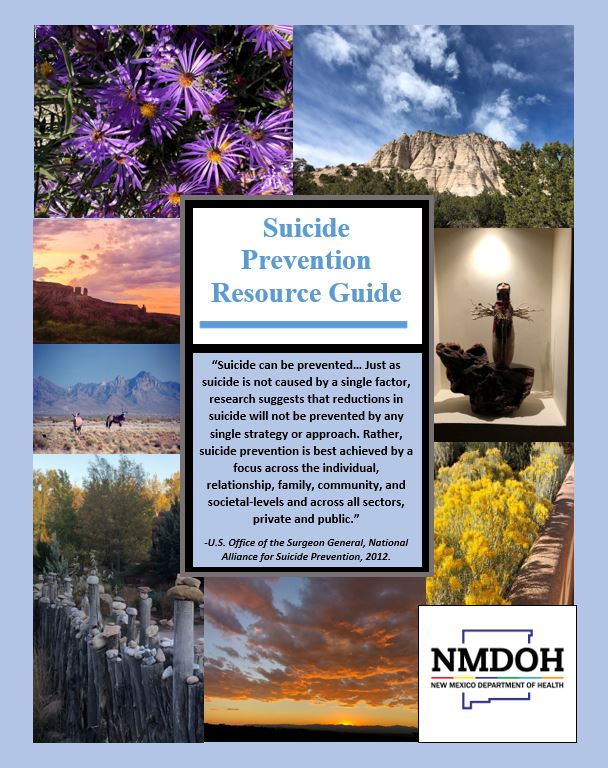 Suicide
Prevention
Resource Guide
“Suicide can be prevented… Just as
suicide is not caused by a single factor,
research suggests that reductions in
suicide will not be prevented by any
single strategy or approach. Rather,
suicide prevention is best achieved by a
focus across the individual,
relationship, family, community, and
societal-levels and across all sectors,
private and public.”
-U.S. Office of the Surgeon General, National
Alliance for Suicide Prevention, 2012.
NMDOH
NEW MEXICO DEPARTMENT OF HEALTH